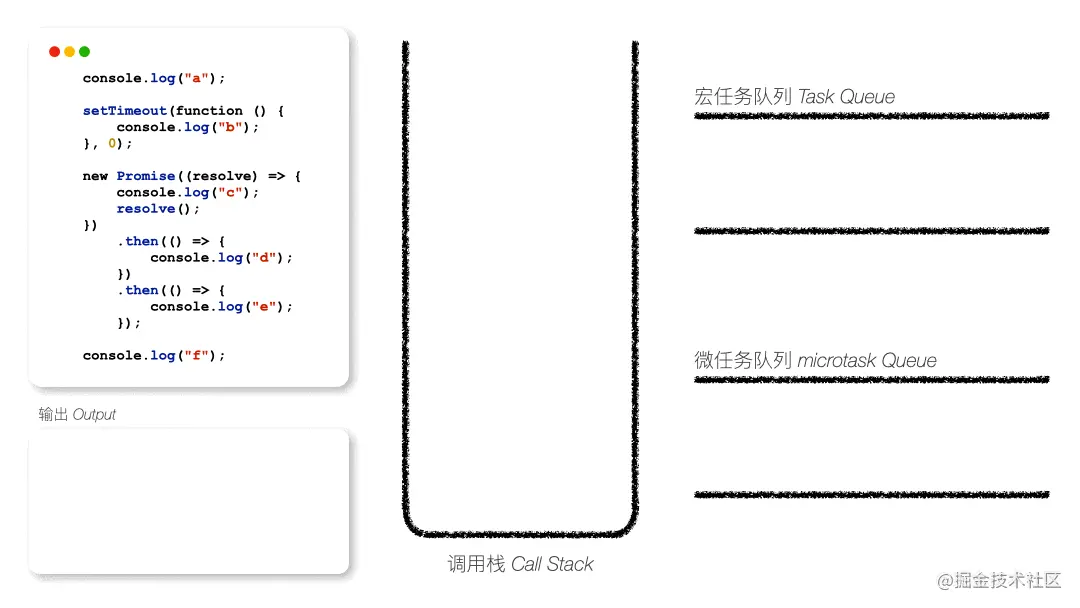 console.log("a");
setTimeout(function () {
    console.log("b");
}, 0);
new Promise((resolve) => {
    console.log("c");
    resolve();
})
    .then(() => {
        console.log("d");
    })
    .then(() => {
        console.log("e");
    });
console.log("f");
输出 Output
调用栈 Call Stack
宏任务队列 Task Queue
微任务队列 microtask Queue
@掘金技术社区